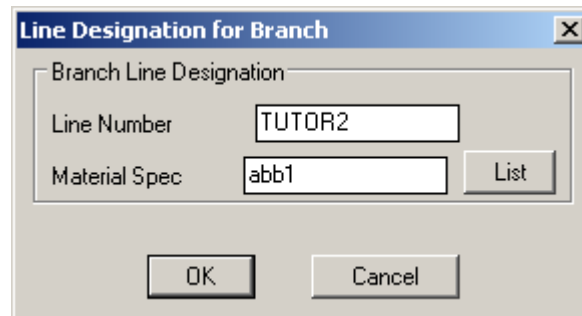 Line Designation for Branch
Branch Line Designation
Line Number TUTOR2
Material Spec abb1 List
OK Cancel